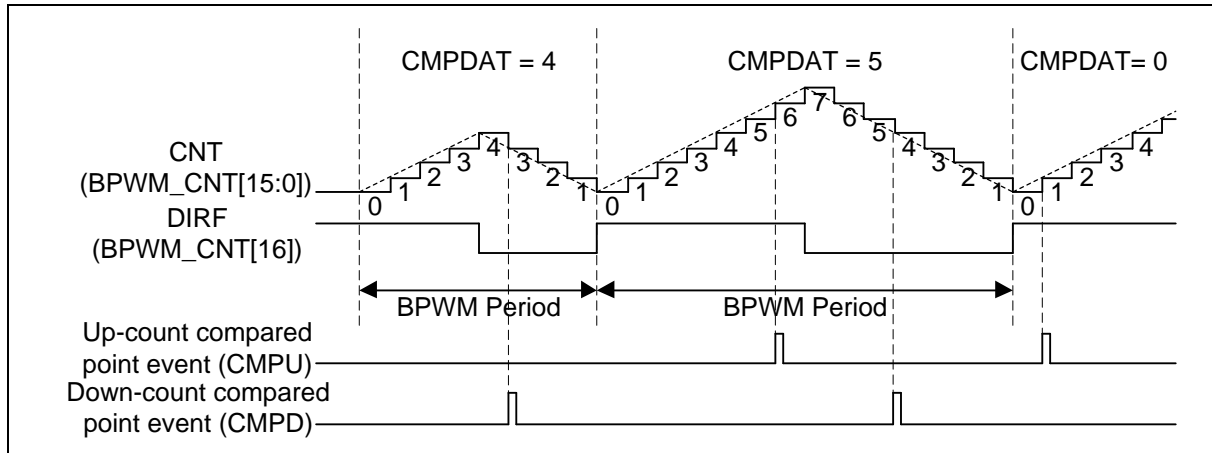 CMPDAT = 4 CMPDAT = 5 CMPDAT= 0
7
6 6
5 5
4 4 4 4
3 3 3 3 3
2 2 2 2 2
1 1 1 1 1
0 0 0
CNT
(BPWM_CNT[15:0])
DIRF
(BPWM_CNT[16])
BPWM Period BPWM Period
Up-count compared
point event (CMPU)
Down-count compared
point event (CMPD)